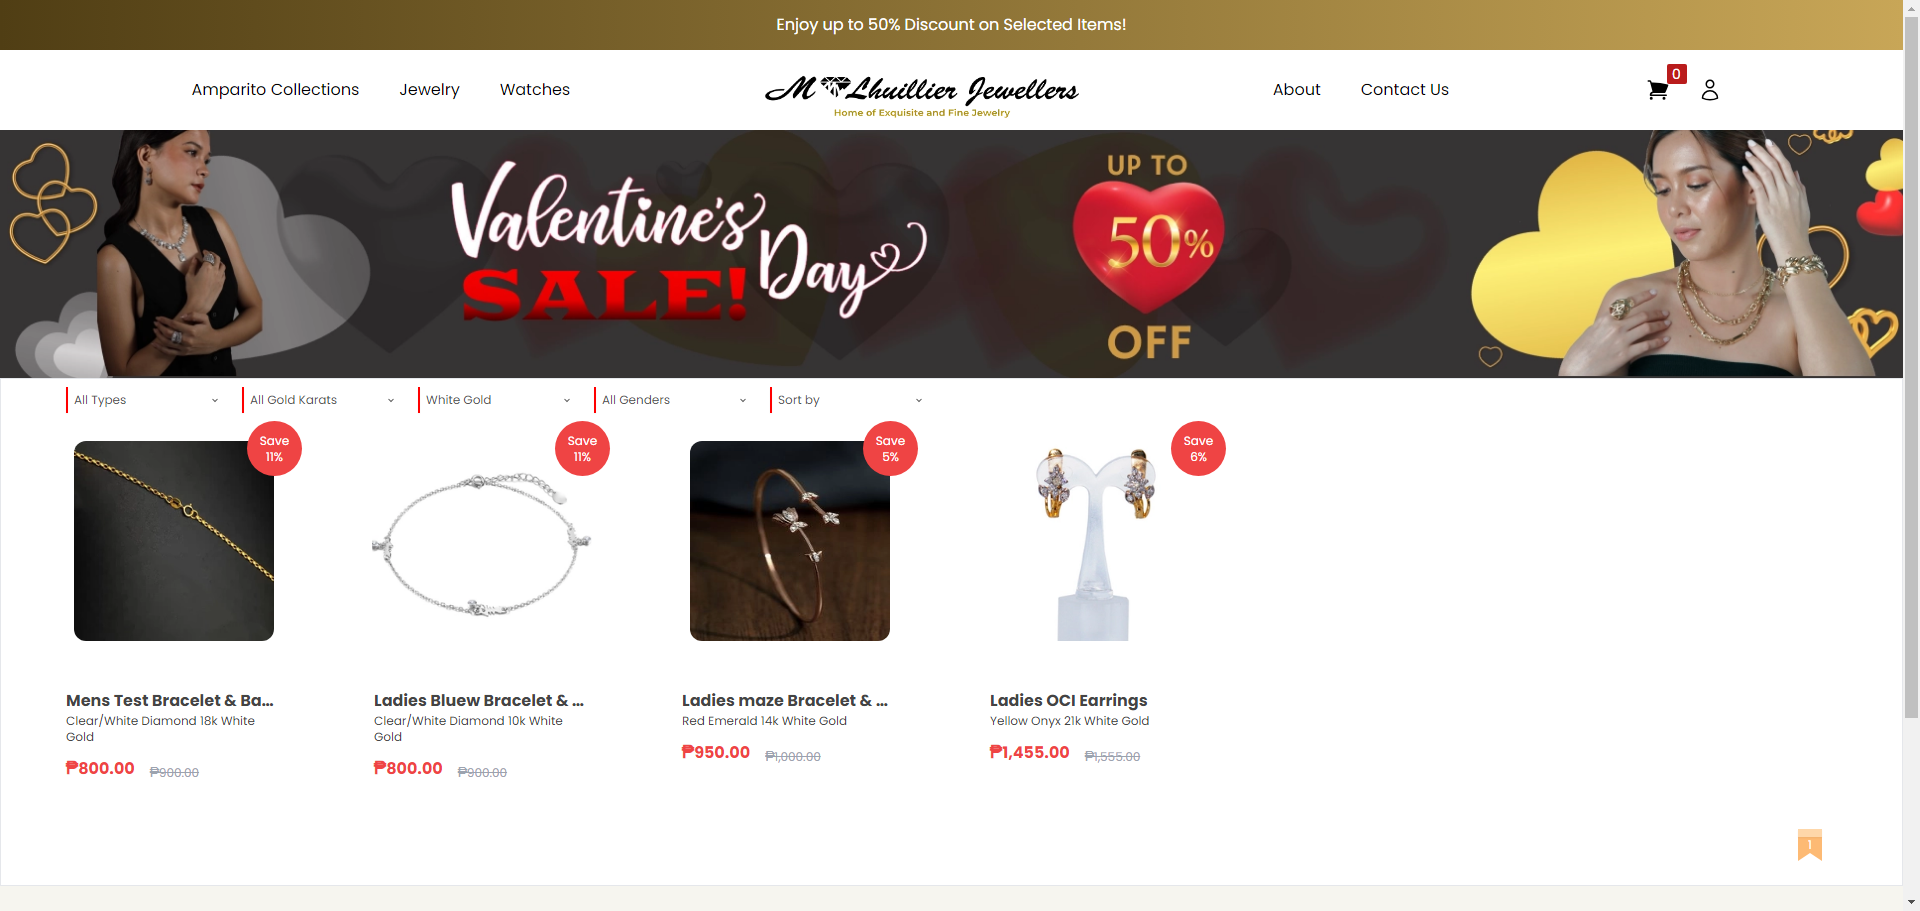 Enjoy up to 50% Discount on Selected Items!
Amparito Collections
Jewelry
Watches
M Lhuillier Jewellers
Home of Exquisite and Fine Jewelry
About
Contact Us
0
Valentine's
Day
SALE!
UP TO
50%
OFF
All Types
All Gold Karats
White Gold
All Genders
Sort by
Save
11%
Save
11%
Save
5%
Save
6%
Mens Test Bracelet & Ba...
Clear/White Diamond 18k White
Gold
₱800.00 ₱900.00
Ladies Bluew Bracelet & ...
Clear/White Diamond 10k White
Gold
₱800.00 ₱900.00
Ladies maze Bracelet & ...
Red Emerald 14k White Gold
₱950.00 ₱1,000.00
Ladies OCI Earrings
Yellow Onyx 21k White Gold
₱1,455.00 ₱1,555.00
1